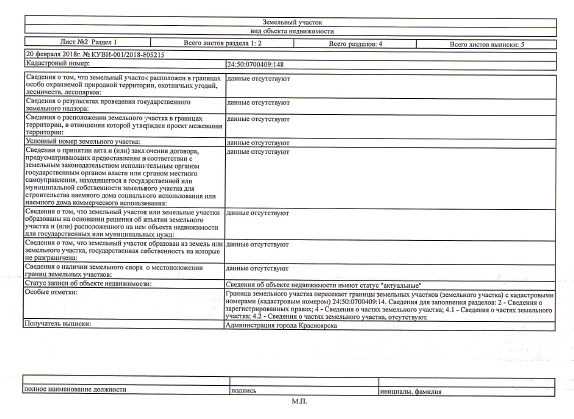 Земельный участок
вид объекта недвижимости
Лист №2 Раздел 1 Всего листов раздела 1: 2 Всего разделов: 4 Всего листов выписки: 5
20 февраля 2018г. № КУВИ-001/2018-805215
Кадастровый номер: 24:50:0700409:148
Сведения о том, что земельный участок расположен в границах данные отсутствуют
особо охраняемой природной территории, охотничьих угодий,
лесничеств, лесопарков:
Сведения о результатах проведения государственного данные отсутствуют
земельного надзора:
Сведения о расположении земельного участка в границах данные отсутствуют
территории, в отношении которой утвержден проект межевания
территории:
Условный номер земельного участка: данные отсутствуют
Сведения о принятии акта и (или) заключении договора, данные отсутствуют
предусматривающих предоставление в соответствии с
земельным законодательством исполнительным органом
государственным органом власти или органом местного
самоуправления, находящегося в государственной или
муниципальной собственности земельного участка для
строительства наемного дома социального использования или
наемного дома коммерческого использования:
Сведения о том, что земельный участок или земельные участки данные отсутствуют
образованы на основании решения об изъятии земельного
участка и (или) расположенного на нем объекта недвижимости
для государственных или муниципальных нужд:
Сведения о том, что земельный участок образован из земель или данные отсутствуют
земельного участка, государственная собственность на которые
не разграничена:
Сведения о наличии земельного спора о местоположении данные отсутствуют
границ земельных участков:
Статус записи об объекте недвижимости: Сведения об объекте недвижимости имеют статус "актуальные"
Особые отметки: Граница земельного участка пересекает границы земельных участков (земельного участка) с кадастровыми
номерами (кадастровым номером) 24:50:0700409:14. Сведения для заполнения разделов: 2 - Сведения о
зарегистрированных правах; 4 - Сведения о частях земельного участка; 4.1 - Сведения о частях земельного
участка; 4.2 - Сведения о частях земельного участка, отсутствуют.
Получатель выписки: Администрация города Красноярска
полное наименование должности подпись инициалы, фамилия
М.П.